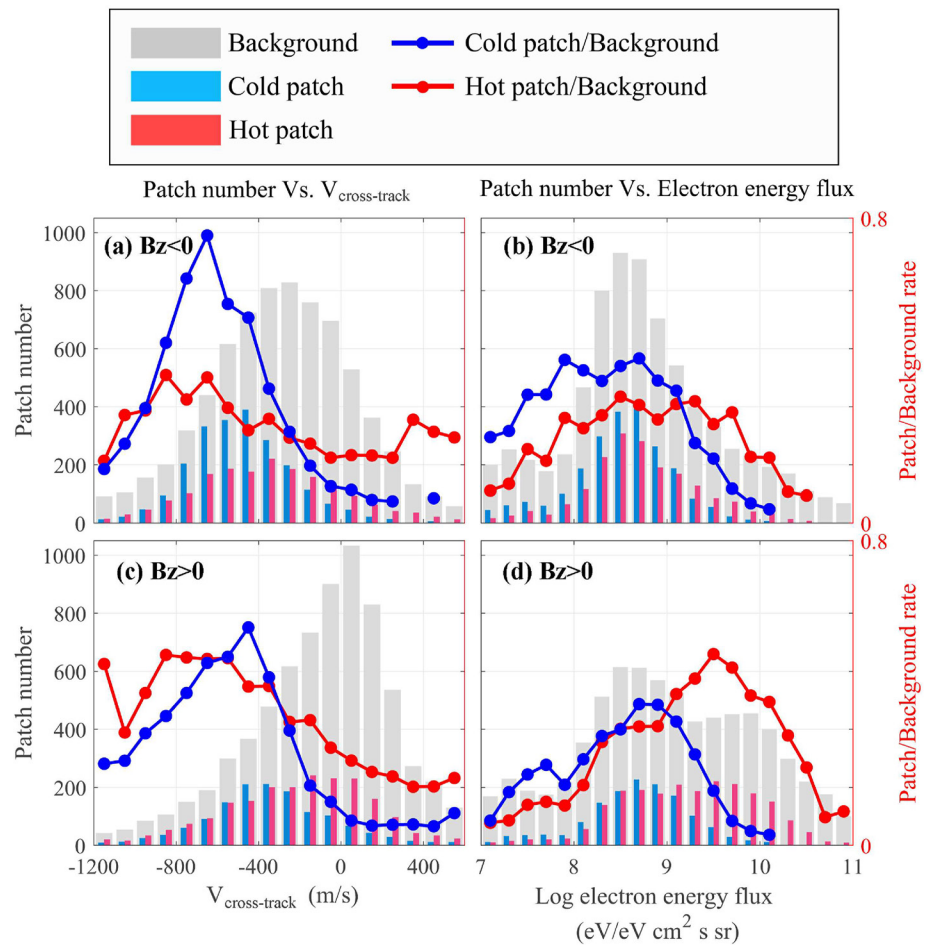 Background
Cold patch/Background
Cold patch
Hot patch/Background
Hot patch
Patch number Vs. Vcross-track
Patch number Vs. Electron energy flux
1000
(a) Bz<0
(b) Bz<0
0.8
800
600
400
200
0
0
Patch number
Patch/Background rate
1000
(c) Bz>0
(d) Bz>0
0.8
800
600
400
200
0
0
Patch number
Patch/Background rate
-1200
-800
-400
0
400
7
8
9
10
11
Vcross-track (m/s)
Log electron energy flux
(eV/eV cm² s sr)